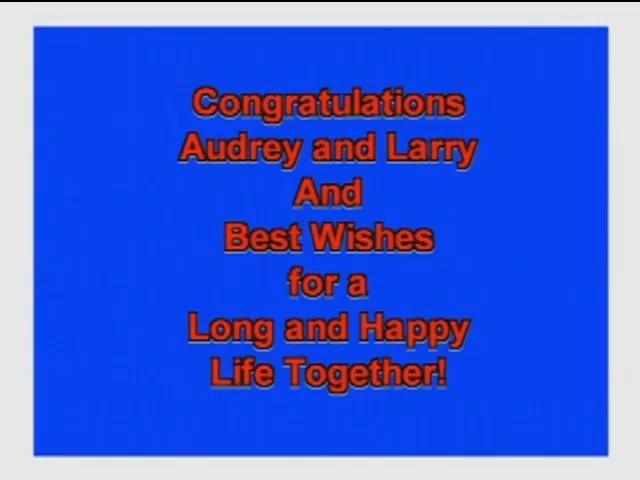 Congratulations
Audrey and Larry
And
Best Wishes
for a
Long and Happy
Life Together!